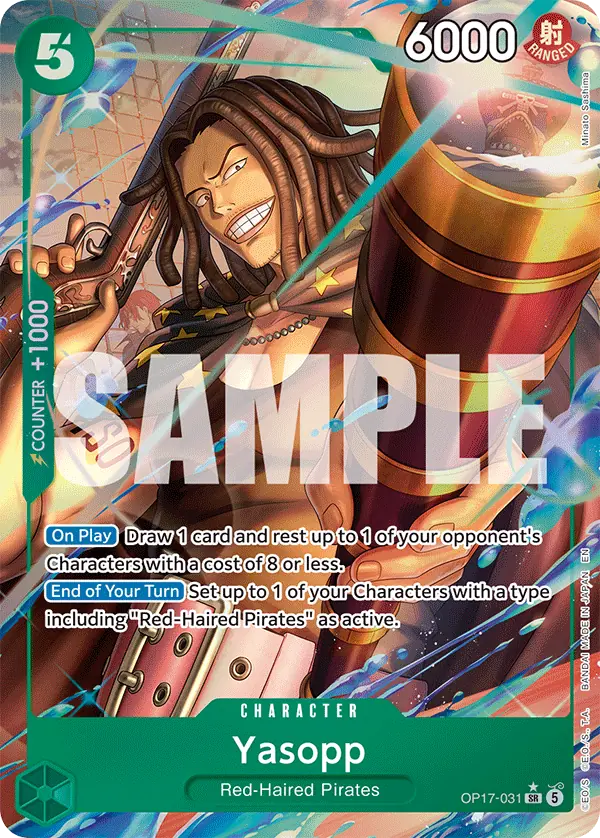 5
6000
射
RANGED
Minato Sashima
COUNTER +1000
SAMPLE
On Play Draw 1 card and rest up to 1 of your opponent's
Characters with a cost of 8 or less.
End of Your Turn Set up to 1 of your Characters with a type
including "Red-Haired Pirates" as active.
CHARACTER
Yasopp
Red-Haired Pirates
OP17-031 SR 5
©E.O./S. ©E.O./S., T.A. BANDAI MADE IN JAPAN EN